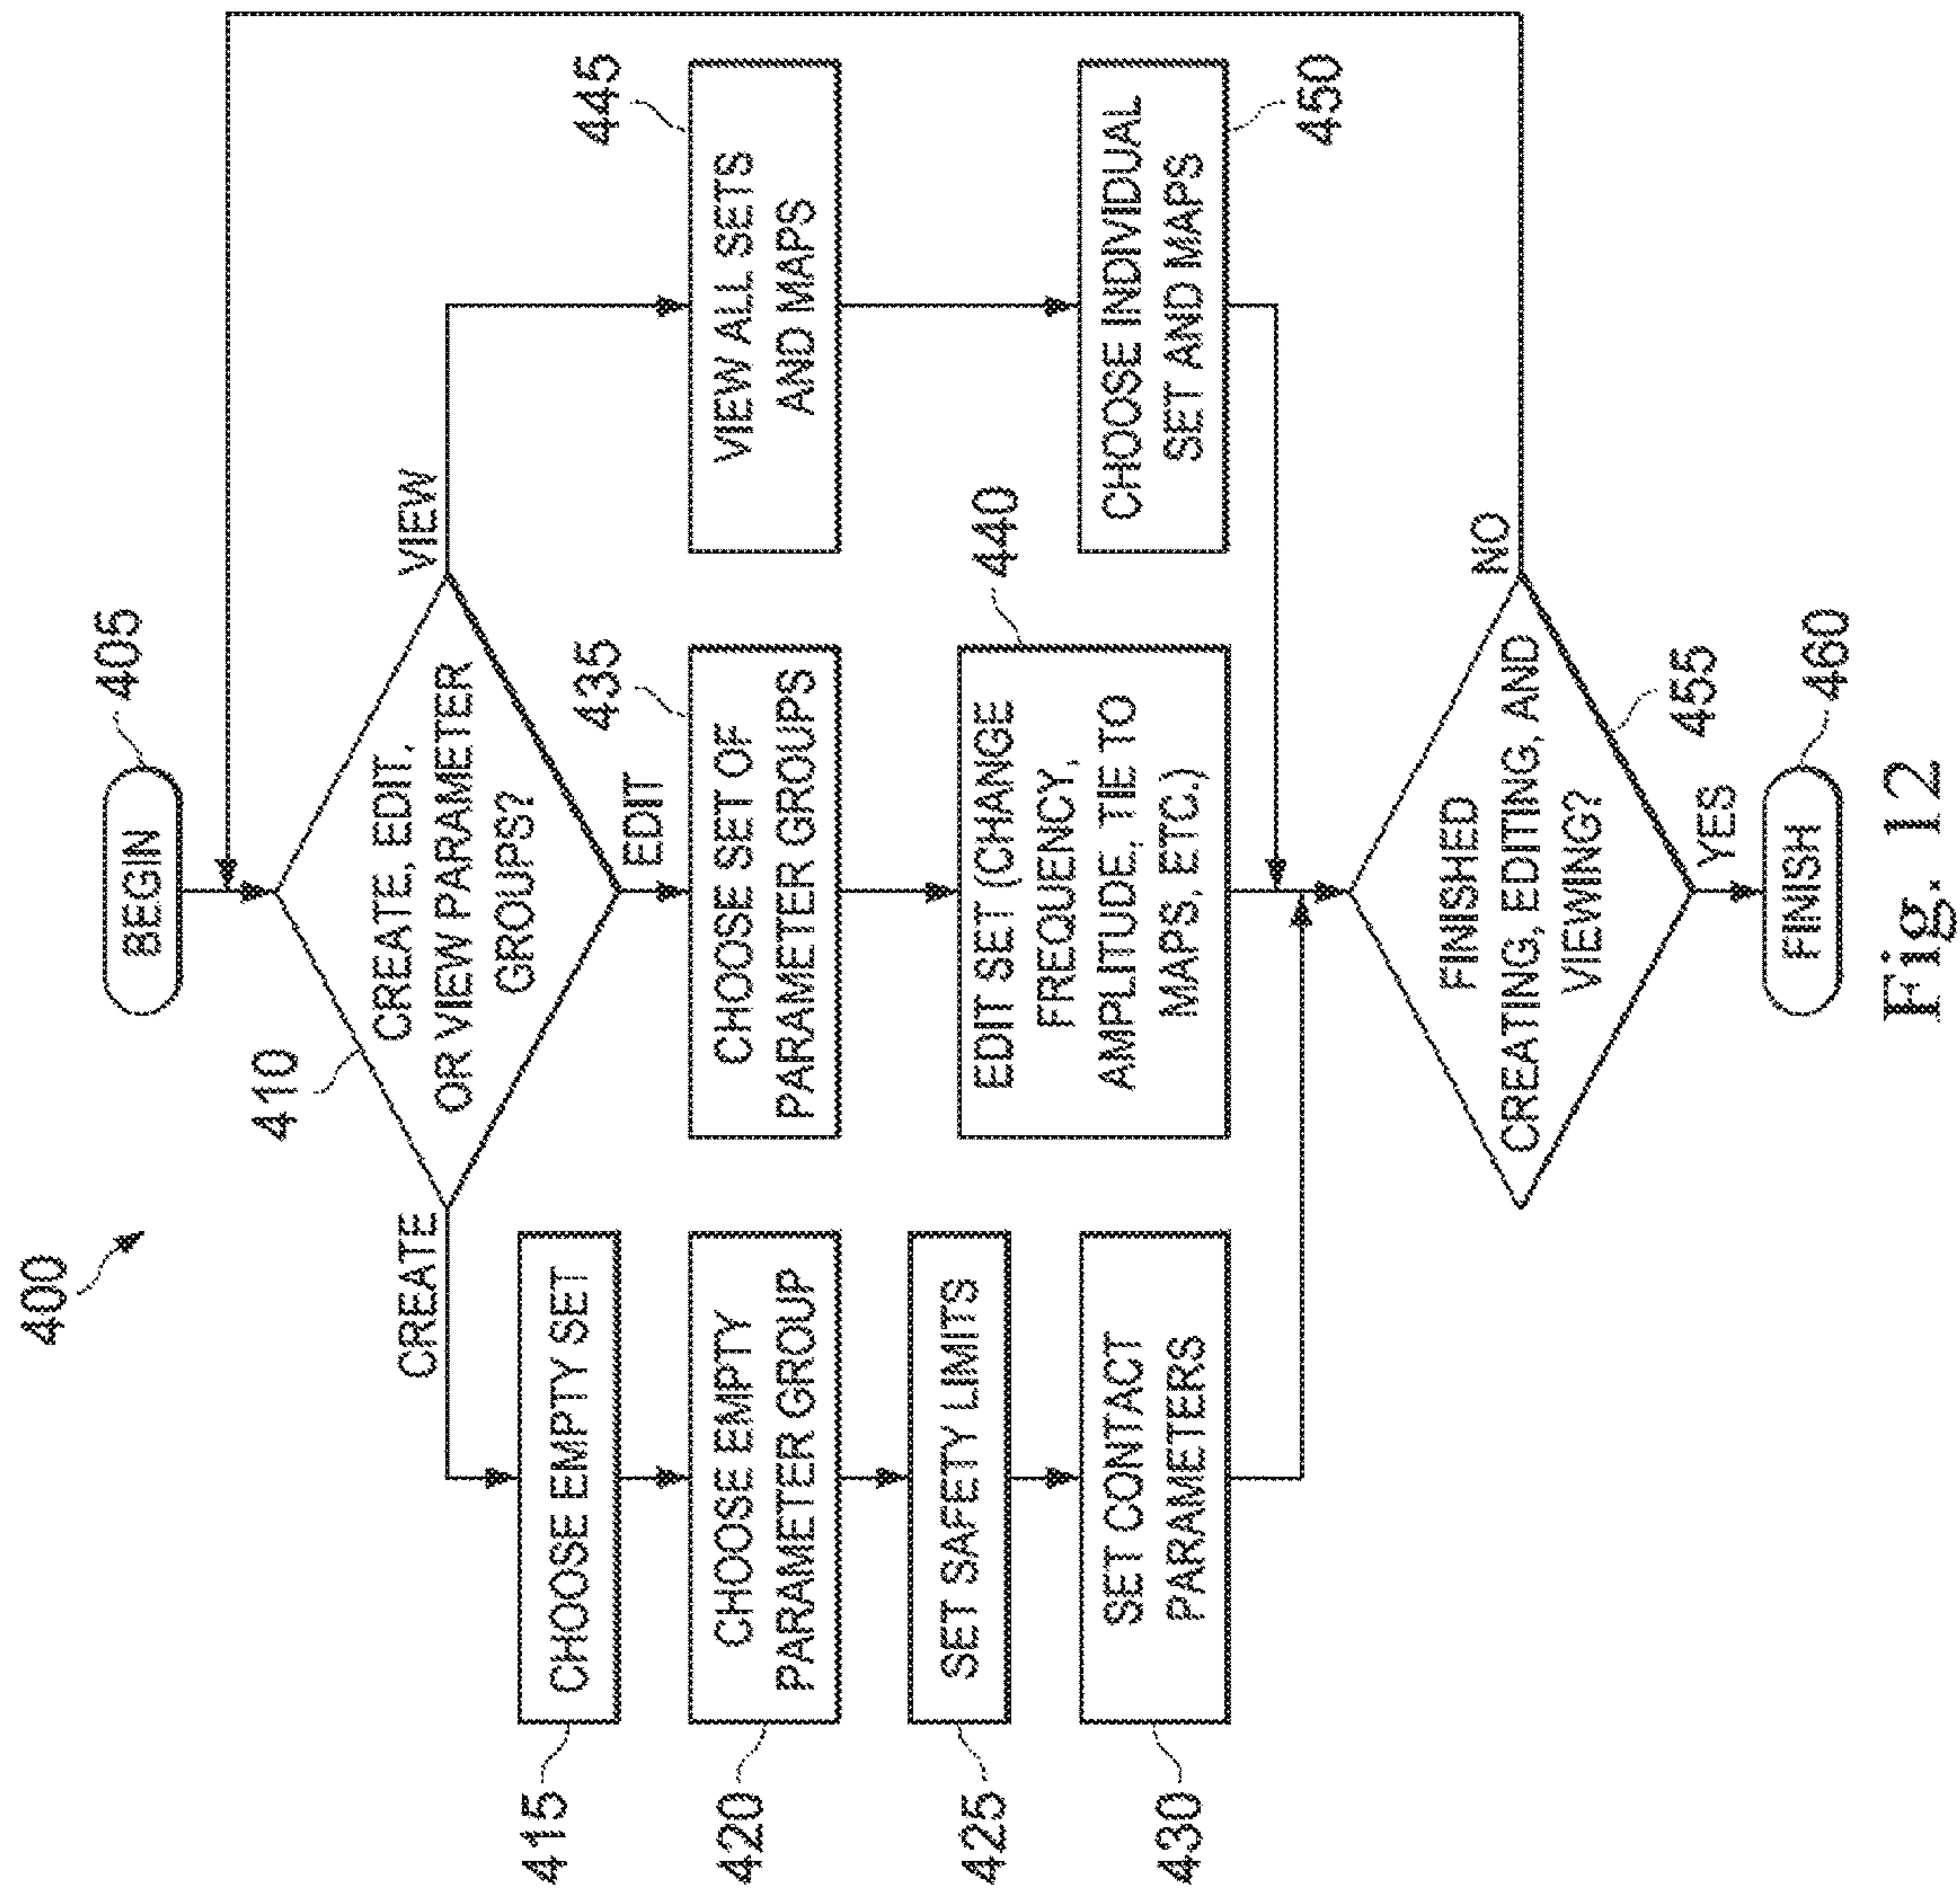 400
BEGIN
405
410
CREATE, EDIT,
OR VIEW PARAMETER
GROUPS?
CREATE
EDIT
VIEW
CHOOSE EMPTY SET
415
CHOOSE EMPTY
PARAMETER GROUP
420
SET SAFETY LIMITS
425
SET CONTACT
PARAMETERS
430
CHOOSE SET OF
PARAMETER GROUPS
435
EDIT SET (CHANGE
FREQUENCY,
AMPLITUDE, TIE TO
MAPS, ETC.)
440
VIEW ALL SETS
AND MAPS
445
CHOOSE INDIVIDUAL
SET AND MAPS
450
FINISHED
CREATING, EDITING, AND
VIEWING?
455
NO
YES
FINISH
460
Fig. 12